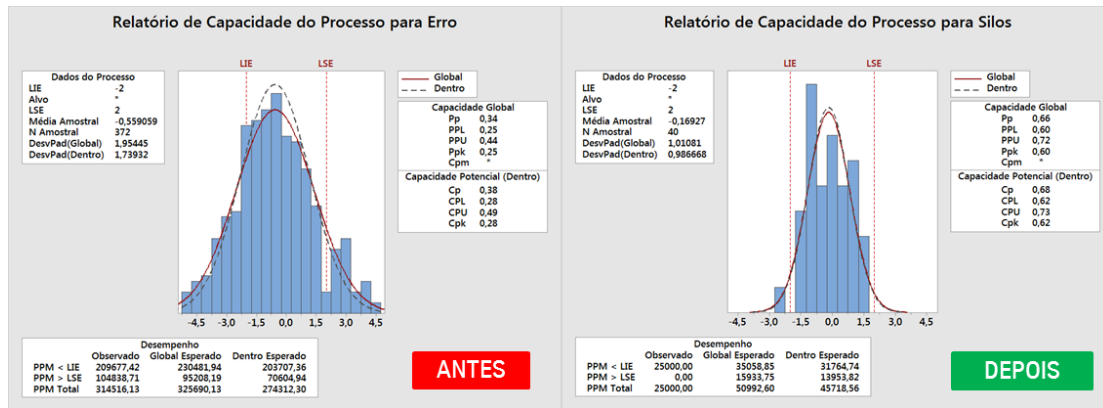 Relatório de Capacidade do Processo para Erro
LIE LSE
Dados do Processo
LIE -2
Alvo *
LSE 2
Média Amostral -0,559059
N Amostral 372
DesvPad(Global) 1,95445
DesvPad(Dentro) 1,73932
Global
Dentro
Capacidade Global
Pp 0,34
PPL 0,25
PPU 0,44
Ppk 0,25
Cpm *
Capacidade Potencial (Dentro)
Cp 0,38
CPL 0,28
CPU 0,49
Cpk 0,28
-4,5 -3,0 -1,5 0,0 1,5 3,0 4,5
Desempenho
Observado Global Esperado Dentro Esperado
PPM < LIE 209677,42 230481,94 203707,36
PPM > LSE 104838,71 95208,19 70604,94
PPM Total 314516,13 325690,13 274312,30
ANTES
Relatório de Capacidade do Processo para Silos
LIE LSE
Dados do Processo
LIE -2
Alvo *
LSE 2
Média Amostral -0,16927
N Amostral 40
DesvPad(Global) 1,01081
DesvPad(Dentro) 0,986668
Global
Dentro
Capacidade Global
Pp 0,66
PPL 0,60
PPU 0,72
Ppk 0,60
Cpm *
Capacidade Potencial (Dentro)
Cp 0,68
CPL 0,62
CPU 0,73
Cpk 0,62
-4,5 -3,0 -1,5 0,0 1,5 3,0 4,5
Desempenho
Observado Global Esperado Dentro Esperado
PPM < LIE 25000,00 35058,85 31764,74
PPM > LSE 0,00 15933,75 13953,82
PPM Total 25000,00 50992,60 45718,56
DEPOIS